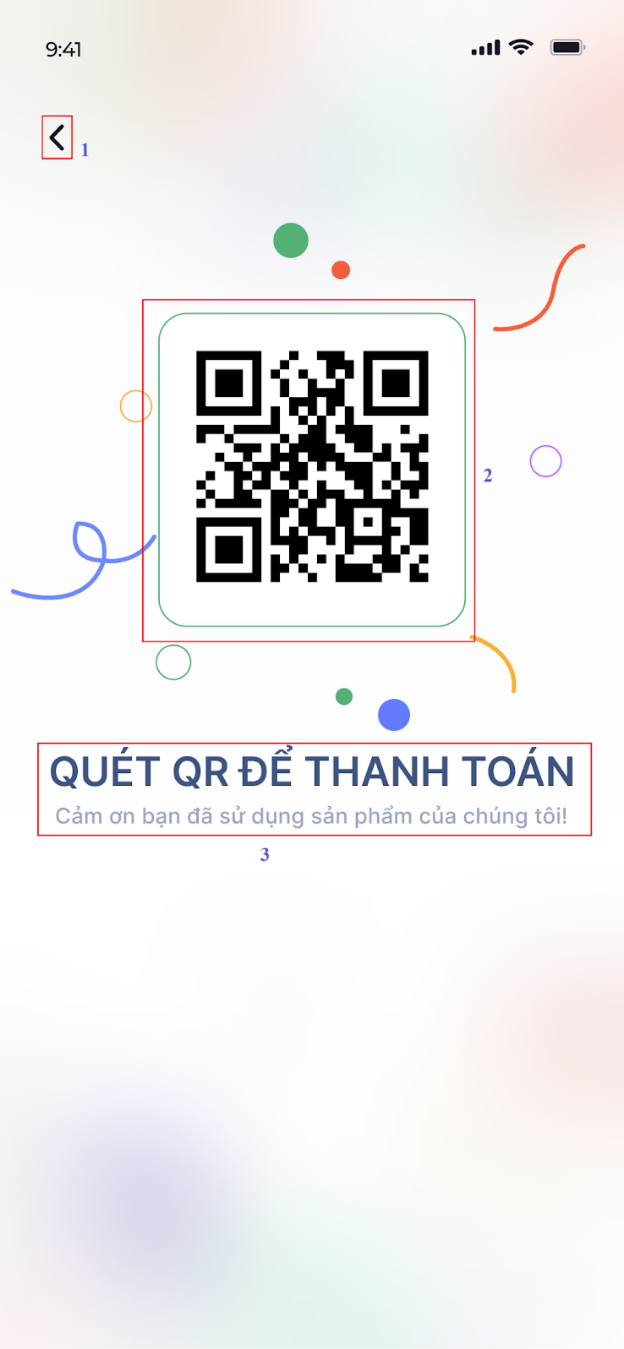 9:41
1
2
QUÉT QR ĐỂ THANH TOÁN
Cảm ơn bạn đã sử dụng sản phẩm của chúng tôi!
3